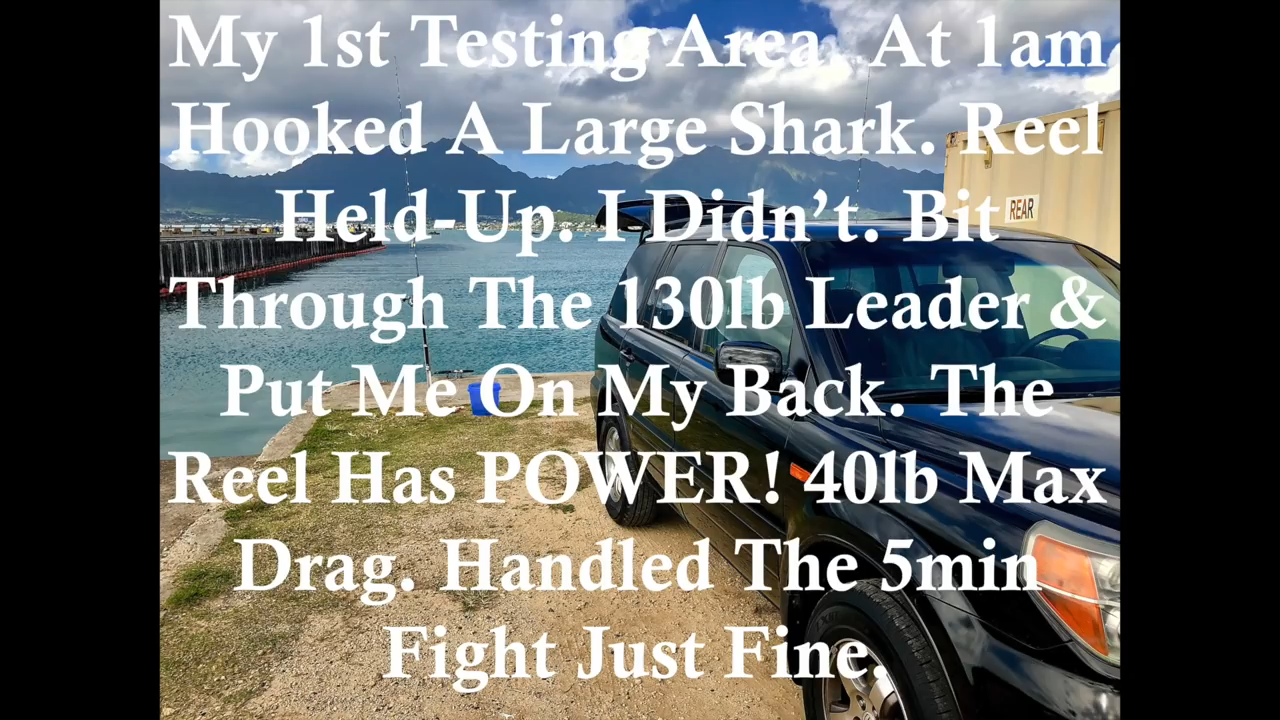 My 1st Testing Area. At 1am
Hooked A Large Shark. Reel
Held-Up. I Didn’t. Bit
Through The 130lb Leader &
Put Me On My Back. The
Reel Has POWER! 40lb Max
Drag. Handled The 5min
Fight Just Fine.
REAR